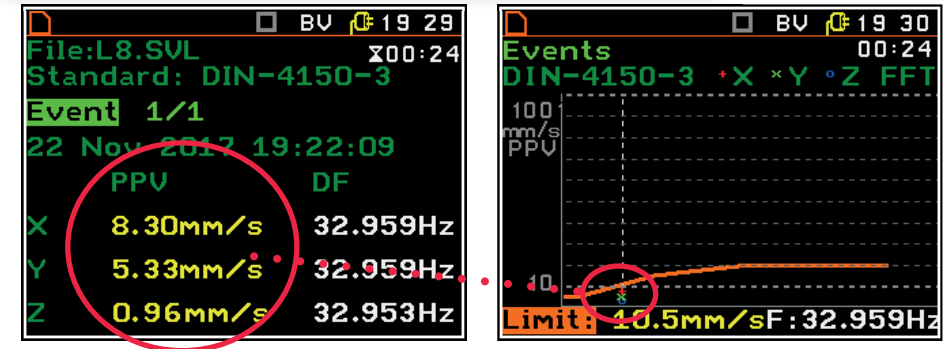 BV 19 29
File:L8.SVL 00:24
Standard: DIN-4150-3
Event 1/1
22 Nov 2017 19:22:09
PPV DF
X 8.30mm/s 32.959Hz
Y 5.33mm/s 32.959Hz
Z 0.96mm/s 32.953Hz
BV 19 30
Events 00:24
DIN-4150-3 +X ×Y °Z FFT
100
mm/s
PPV
10
Limit: 10.5mm/s F:32.959Hz